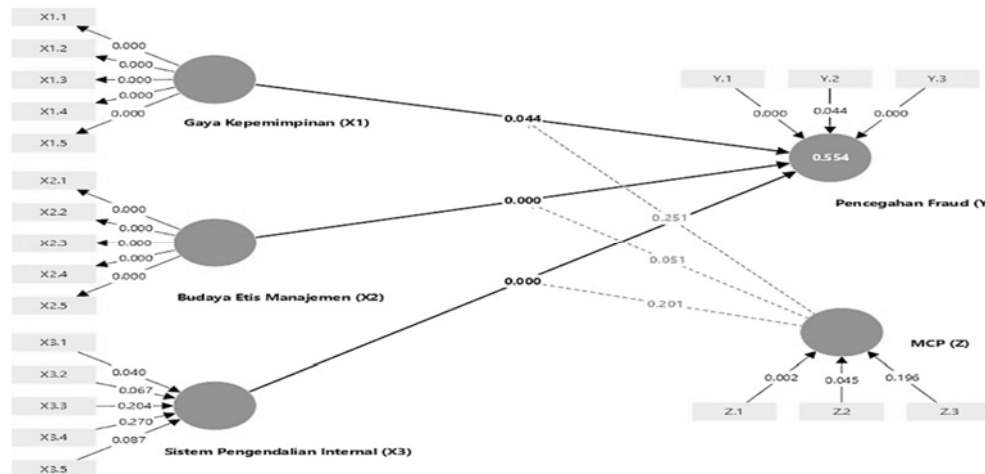 X1.1
0.000
X1.2
0.000
X1.3
0.000
X1.4
0.000
X1.5
0.000
Gaya Kepemimpinan (X1)
X2.1
0.000
X2.2
0.000
X2.3
0.000
X2.4
0.000
X2.5
0.000
Budaya Etis Manajemen (X2)
X3.1
0.040
X3.2
0.067
X3.3
0.204
X3.4
0.270
X3.5
0.087
Sistem Pengendalian Internal (X3)
0.044
0.000
0.000
0.251
0.051
0.201
Y.1
Y.2
Y.3
0.000
0.044
0.000
0.554
Pencegahan Fraud (Y
MCP (Z)
0.002
0.045
0.196
Z.1
Z.2
Z.3